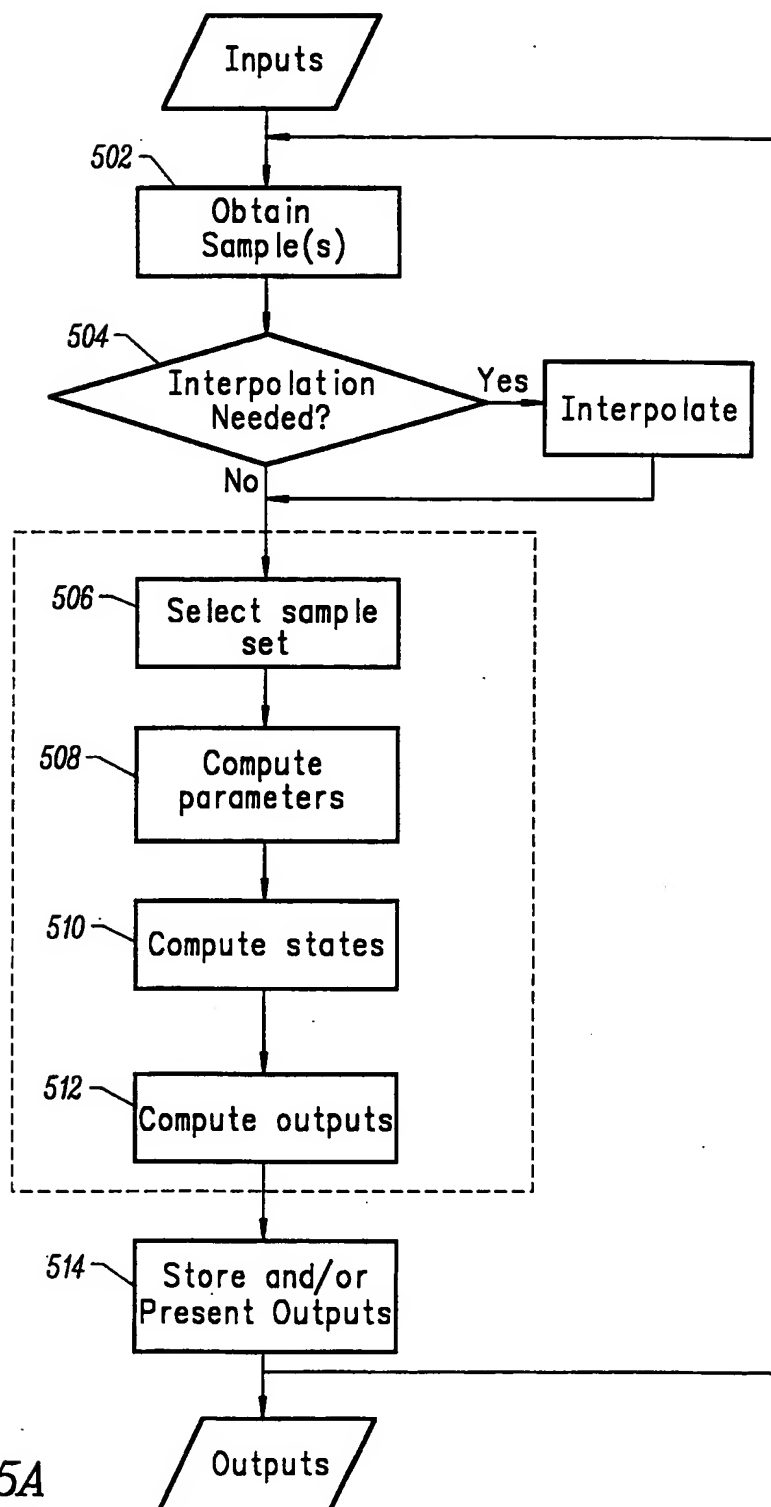 Inputs
502
Obtain
Sample(s)
504
Interpolation
Needed?
Yes
Interpolate
No
506
Select sample
set
508
Compute
parameters
510
Compute states
512
Compute outputs
514
Store and/or
Present Outputs
Outputs
5A